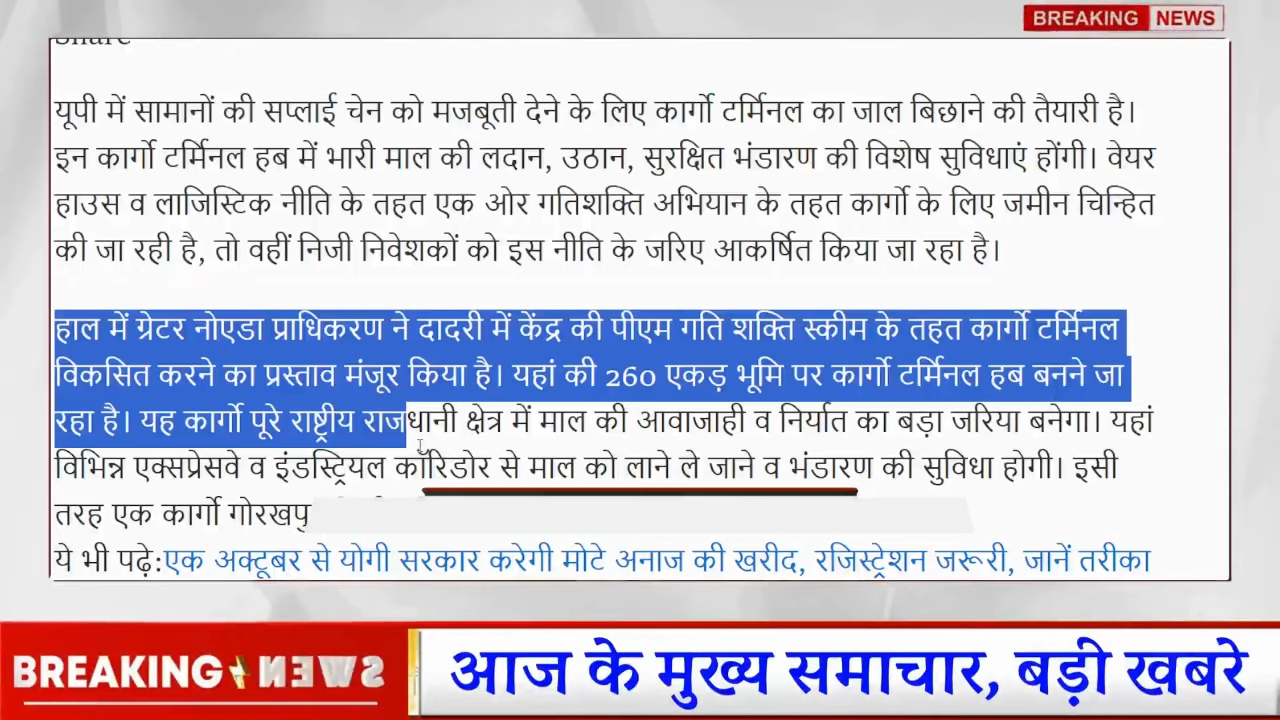 BREAKING NEWS
Share
यूपी में सामानों की सप्लाई चेन को मजबूती देने के लिए कार्गो टर्मिनल का जाल बिछाने की तैयारी है।
इन कार्गो टर्मिनल हब में भारी माल की लदान, उठान, सुरक्षित भंडारण की विशेष सुविधाएं होंगी। वेयर
हाउस व लाजिस्टिक नीति के तहत एक ओर गतिशक्ति अभियान के तहत कार्गो के लिए जमीन चिन्हित
की जा रही है, तो वहीं निजी निवेशकों को इस नीति के जरिए आकर्षित किया जा रहा है।
हाल में ग्रेटर नोएडा प्राधिकरण ने दादरी में केंद्र की पीएम गति शक्ति स्कीम के तहत कार्गो टर्मिनल
विकसित करने का प्रस्ताव मंजूर किया है। यहां की 260 एकड़ भूमि पर कार्गो टर्मिनल हब बनने जा
रहा है। यह कार्गो पूरे राष्ट्रीय राजधानी क्षेत्र में माल की आवाजाही व निर्यात का बड़ा जरिया बनेगा। यहां
विभिन्न एक्सप्रेसवे व इंडस्ट्रियल कॉरिडोर से माल को लाने ले जाने व भंडारण की सुविधा होगी। इसी
तरह एक कार्गो
ये भी पढ़े:एक अक्टूबर से योगी सरकार करेगी मोटे अनाज की खरीद, रजिस्ट्रेशन जरूरी, जानें तरीका
BREAKING NEWS
आज के मुख्य समाचार, बड़ी खबरे